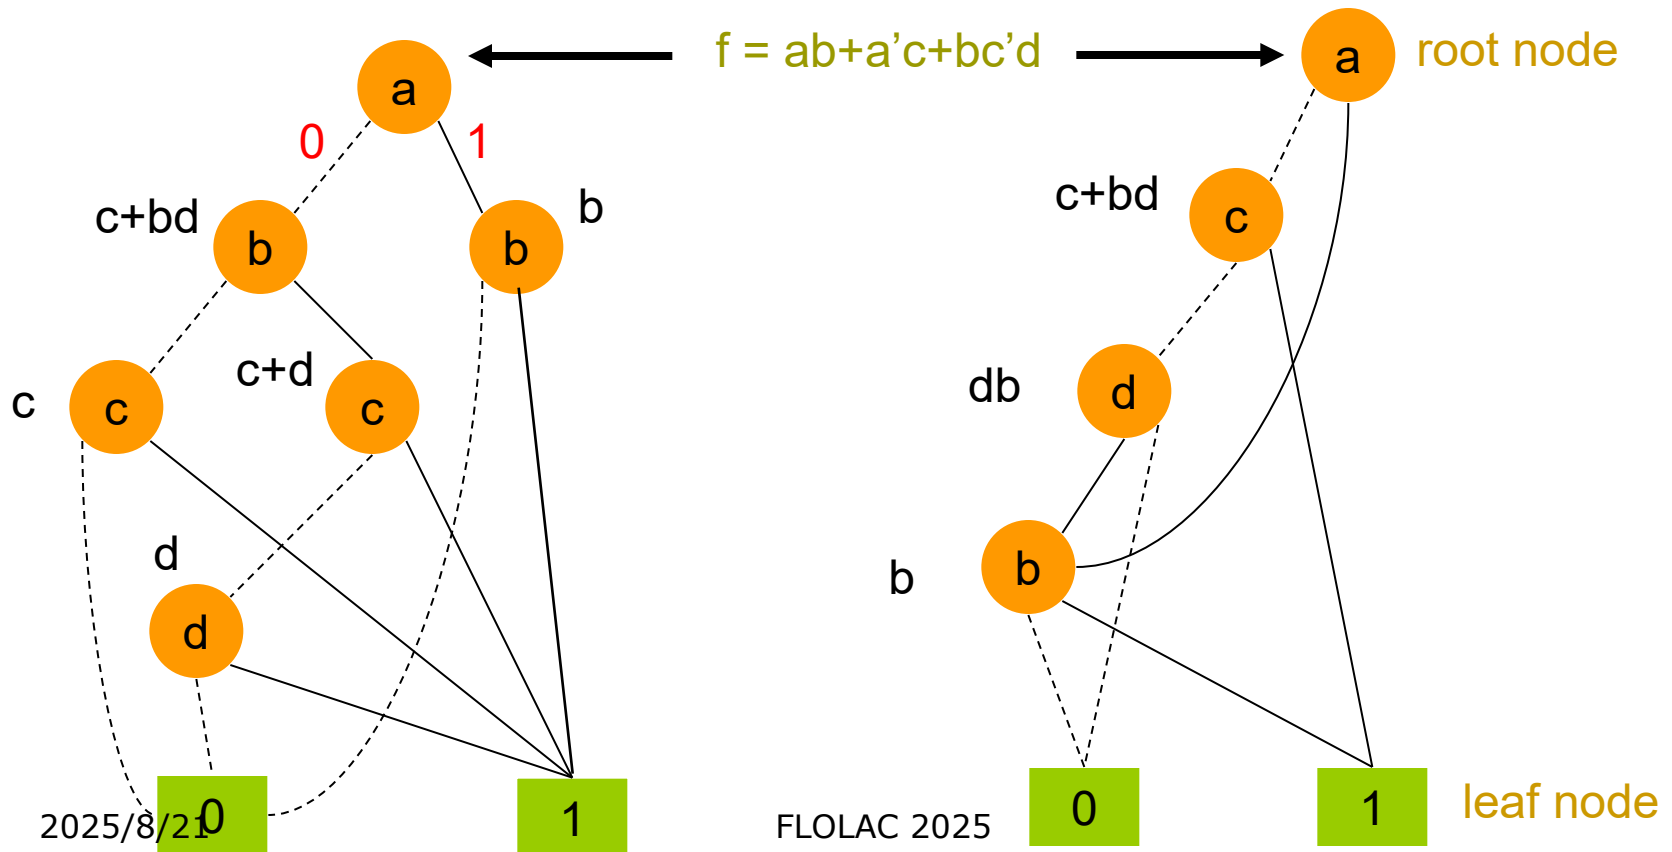 f = ab+a’c+bc’d
a
a
root node
0
1
c+bd
b
b
b
c+bd
c
c
c
c+d
c
db
d
d
d
b
b
0
1
0
1
leaf node
2025/8/21
FLOLAC 2025